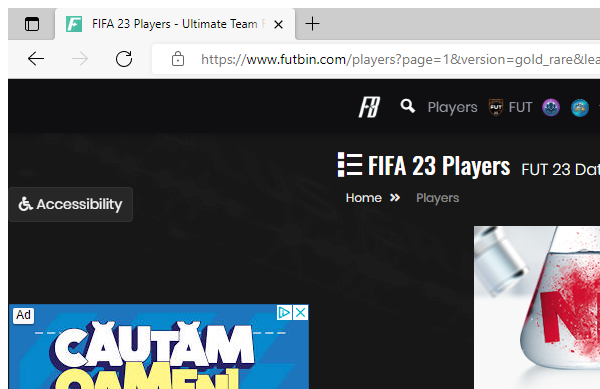 FIFA 23 Players - Ultimate Team
https://www.futbin.com/players?page=1&version=gold_rare&lea
Players FUT
FIFA 23 Players FUT 23 Dat
Home » Players
Accessibility
Ad
CĂUTĂM
OAMENI